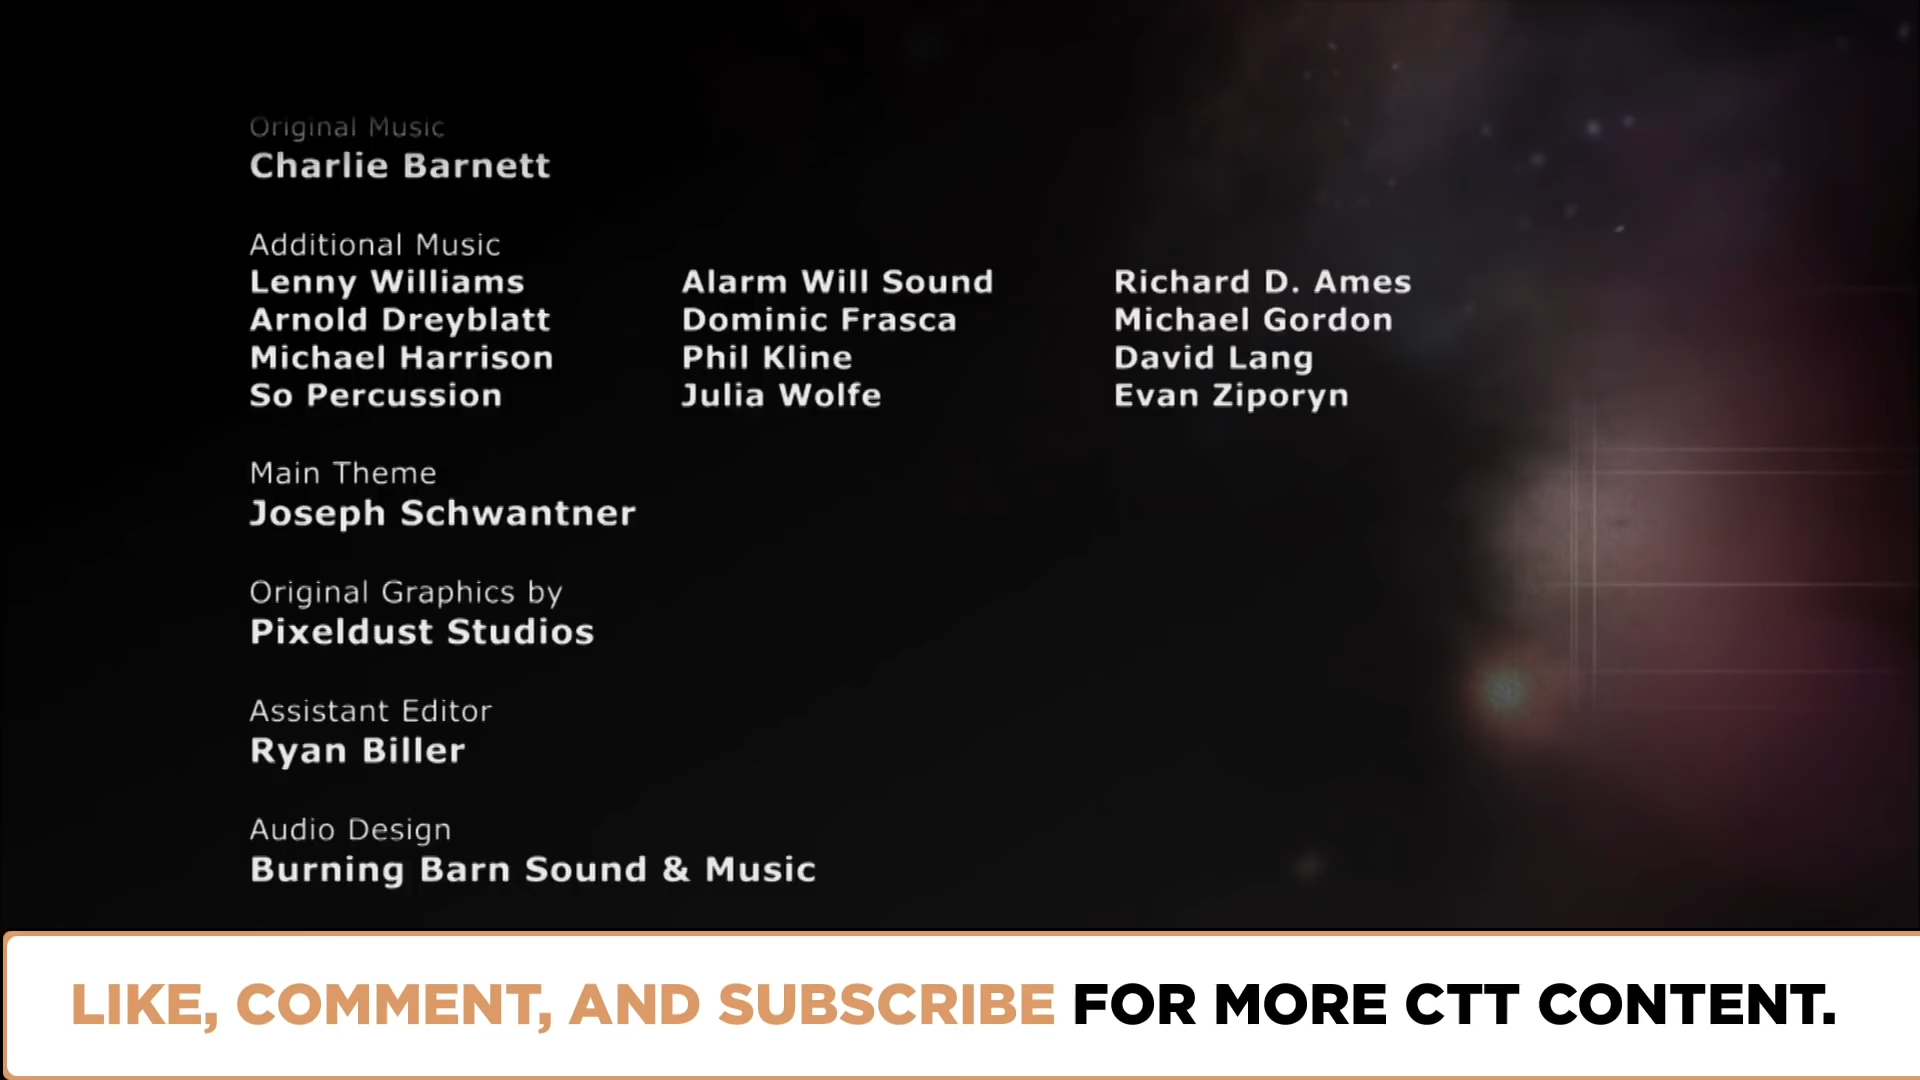 Original Music
Charlie Barnett
Additional Music
Lenny Williams Alarm Will Sound Richard D. Ames
Arnold Dreyblatt Dominic Frasca Michael Gordon
Michael Harrison Phil Kline David Lang
So Percussion Julia Wolfe Evan Ziporyn
Main Theme
Joseph Schwantner
Original Graphics by
Pixeldust Studios
Assistant Editor
Ryan Biller
Audio Design
Burning Barn Sound & Music
LIKE, COMMENT, AND SUBSCRIBE FOR MORE CTT CONTENT.